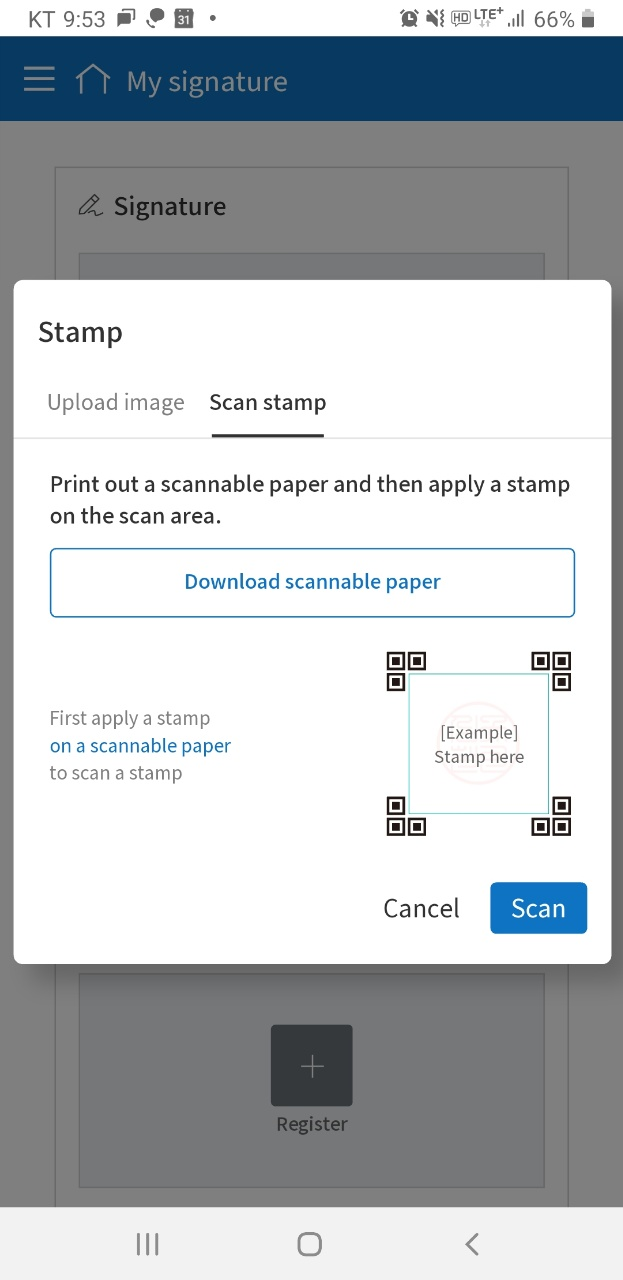 KT 9:53 31 HD LTE+ 66%
My signature
Signature
Stamp
Upload image Scan stamp
Print out a scannable paper and then apply a stamp
on the scan area.
Download scannable paper
First apply a stamp
on a scannable paper
to scan a stamp
[Example]
Stamp here
Cancel Scan
Register